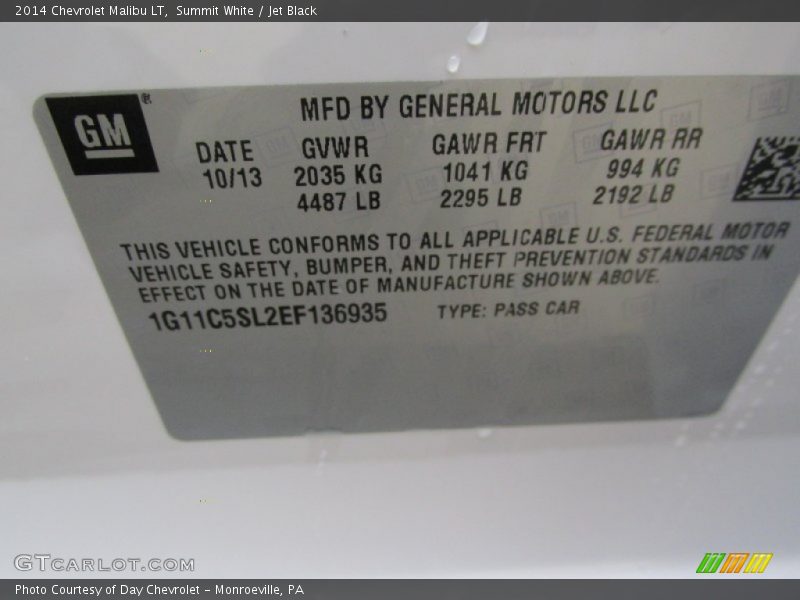 2014 Chevrolet Malibu LT, Summit White / Jet Black
GM
MFD BY GENERAL MOTORS LLC
DATE GVWR GAWR FRT GAWR RR
10/13 2035 KG 1041 KG 994 KG
4487 LB 2295 LB 2192 LB
THIS VEHICLE CONFORMS TO ALL APPLICABLE U.S. FEDERAL MOTOR
VEHICLE SAFETY, BUMPER, AND THEFT PREVENTION STANDARDS IN
EFFECT ON THE DATE OF MANUFACTURE SHOWN ABOVE.
1G11C5SL2EF136935 TYPE: PASS CAR
GTCARLOT.COM
Photo Courtesy of Day Chevrolet - Monroeville, PA